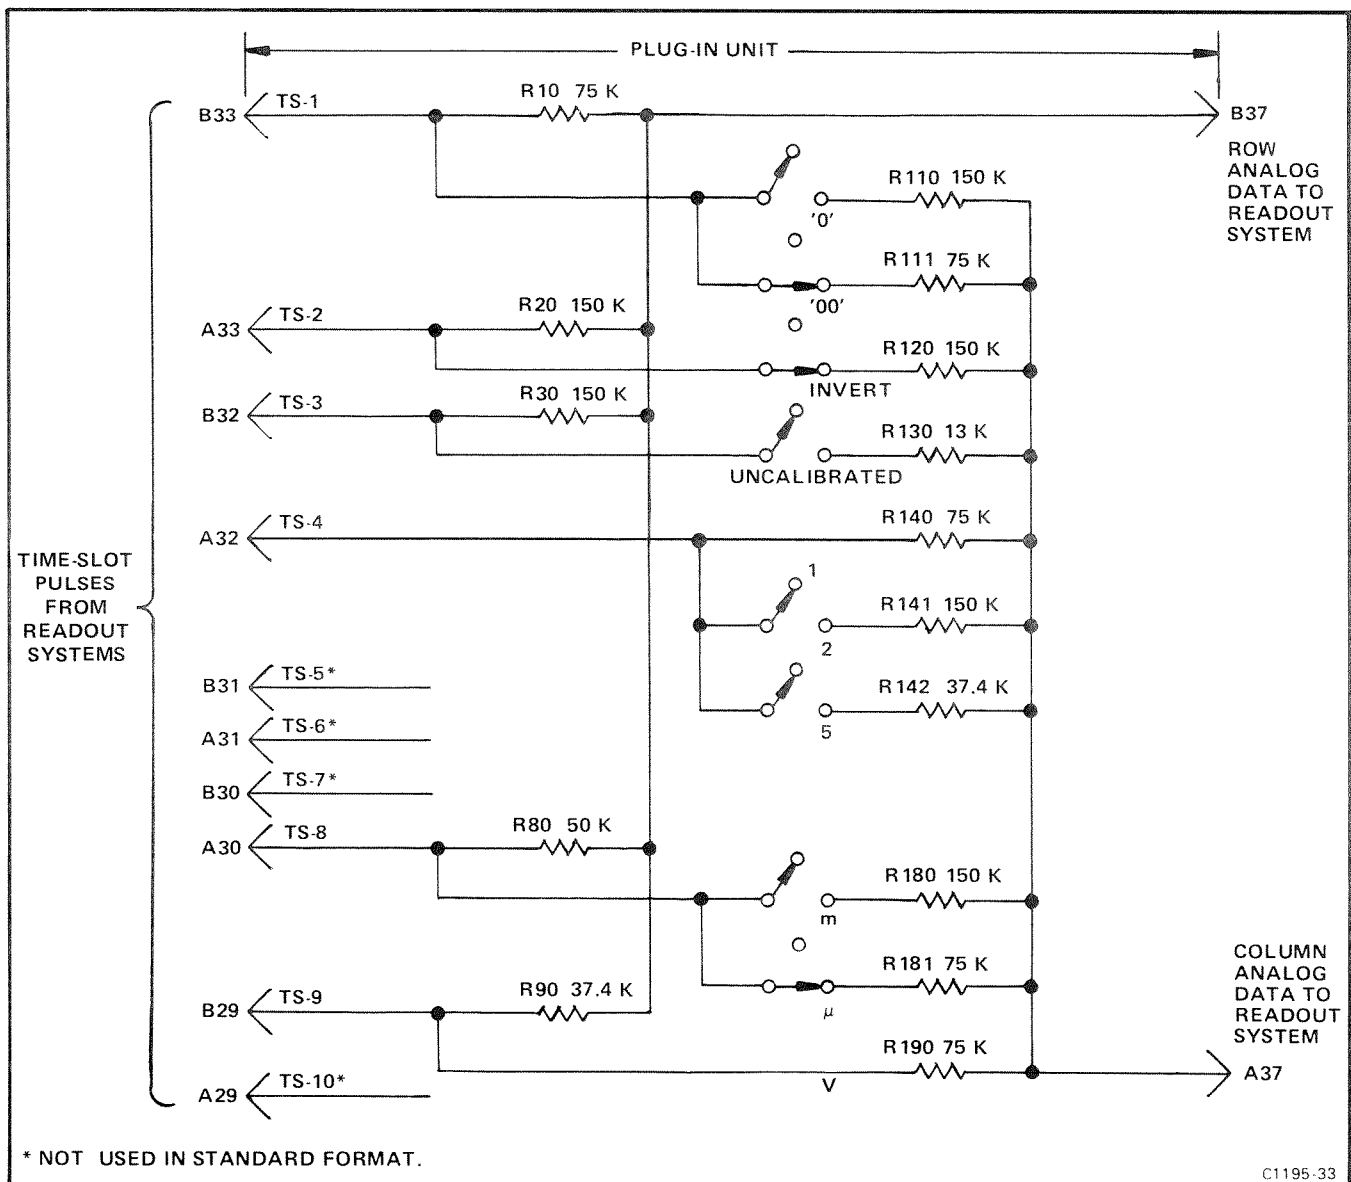 PLUG-IN UNIT
B33 TS-1 R10 75 K B37
ROW
ANALOG
DATA TO
READOUT
SYSTEM
R110 150 K
'0'
R111 75 K
'00'
A33 TS-2 R20 150 K
R120 150 K
INVERT
B32 TS-3 R30 150 K
R130 13 K
UNCALIBRATED
A32 TS-4 R140 75 K
TIME-SLOT
PULSES
FROM
READOUT
SYSTEMS
1
R141 150 K
2
B31 TS-5*
R142 37.4 K
5
A31 TS-6*
B30 TS-7*
A30 TS-8 R80 50 K
R180 150 K
m
R181 75 K
μ
B29 TS-9 R90 37.4 K
COLUMN
ANALOG
DATA TO
READOUT
SYSTEM
R190 75 K
V
A37
A29 TS-10*
* NOT USED IN STANDARD FORMAT.
C1195-33